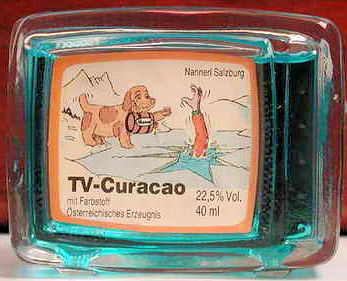 Nannerl Salzburg
TV-Curacao
mit Farbstoff
22,5% Vol.
Österreichisches Erzeugnis
40 ml